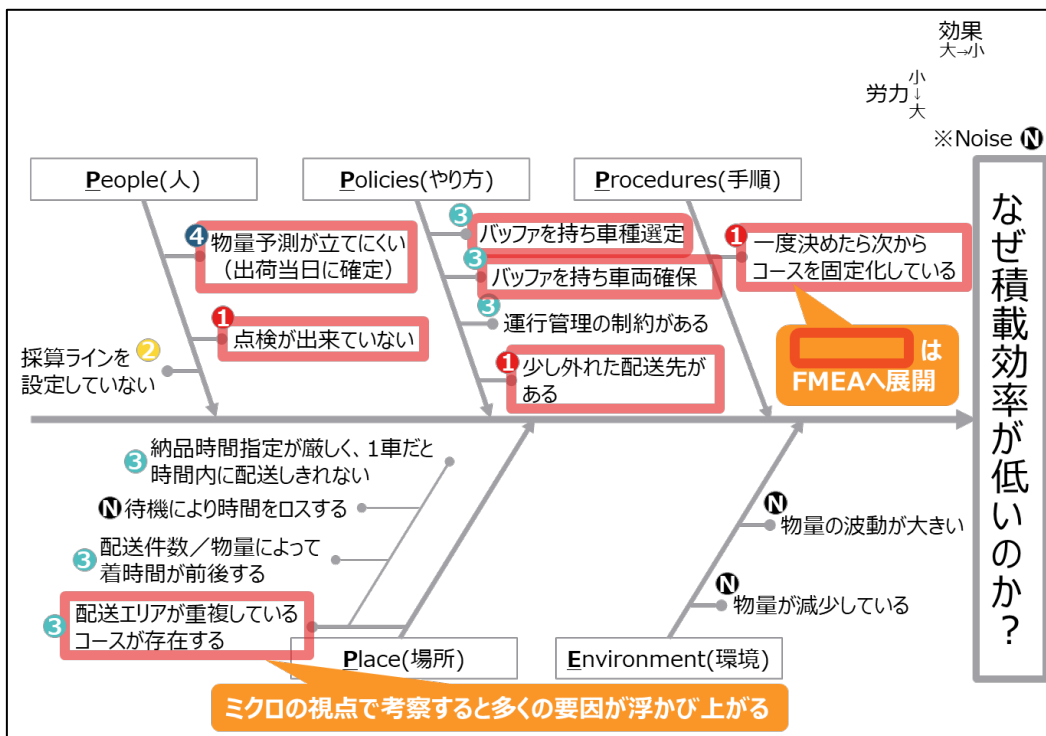 効果
大→小
労力
小
↓
大
※Noise N
People(人)
Policies(やり方)
Procedures(手順)
4 物量予測が立てにくい
(出荷当日に確定)
1 点検が出来ていない
採算ラインを 2
設定していない
3 バッファを持ち車種選定
3 バッファを持ち車両確保
3 運行管理の制約がある
1 少し外れた配送先が
ある
1 一度決めたら次から
コースを固定化している
は
FMEAへ展開
なぜ積載効率が低いのか?
3 納品時間指定が厳しく、1車だと
時間内に配送しきれない
N 待機により時間をロスする
3 配送件数/物量によって
着時間が前後する
3 配送エリアが重複している
コースが存在する
N
物量の波動が大きい
N
物量が減少している
Place(場所)
Environment(環境)
ミクロの視点で考察すると多くの要因が浮かび上がる